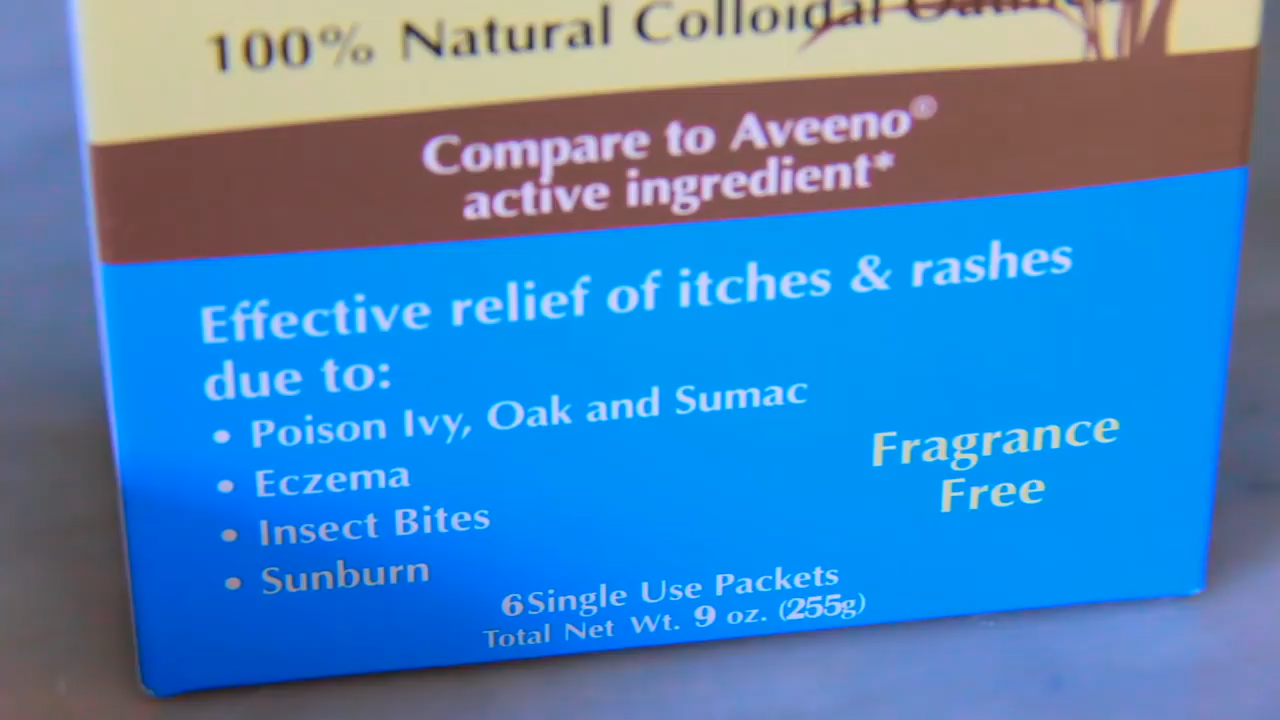 100% Natural Colloidal Oatmeal
Compare to Aveeno®
active ingredient*
Effective relief of itches & rashes
due to:
• Poison Ivy, Oak and Sumac
• Eczema
• Insect Bites
• Sunburn
Fragrance
Free
6 Single Use Packets
Total Net Wt. 9 oz. (255g)